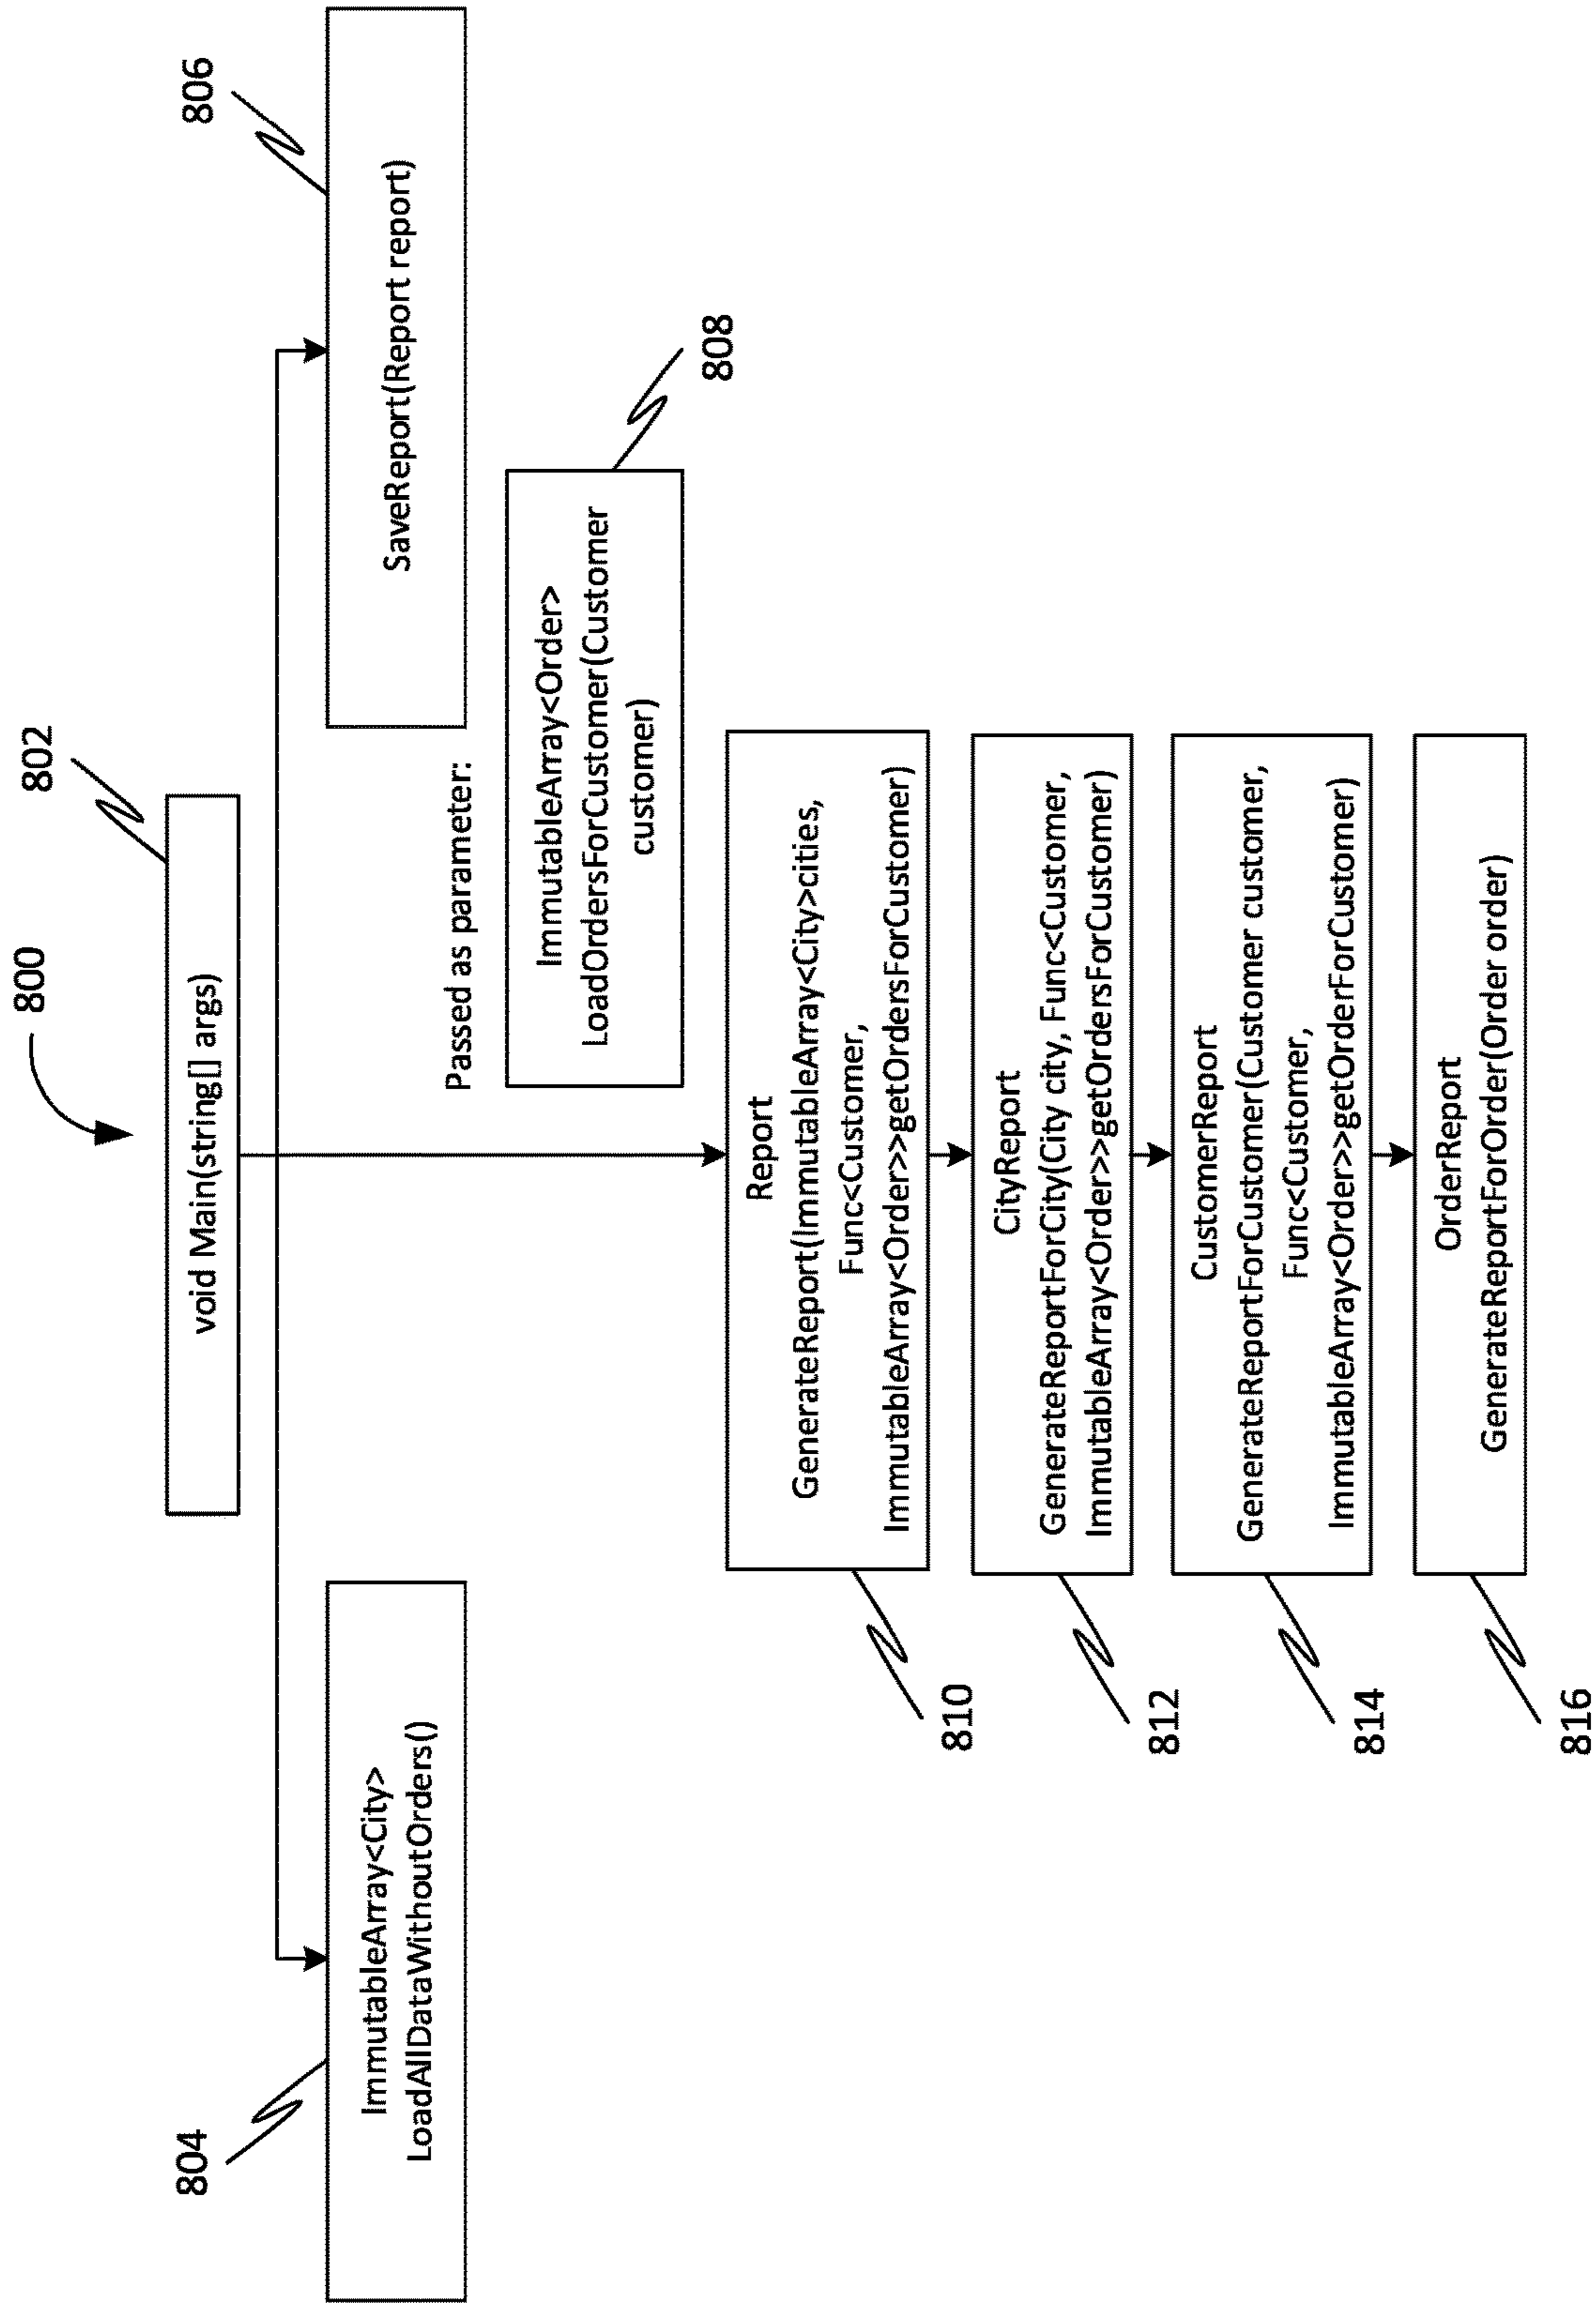 800
802
void Main(string[] args)
804
ImmutableArray<City>
LoadAllDataWithoutOrders()
806
SaveReport(Report report)
Passed as parameter:
808
ImmutableArray<Order>
LoadOrdersForCustomer(Customer
customer)
810
Report
GenerateReport(ImmutableArray<City>cities,
Func<Customer,
ImmutableArray<Order>>getOrdersForCustomer)
812
CityReport
GenerateReportForCity(City city, Func<Customer,
ImmutableArray<Order>>getOrdersForCustomer)
814
CustomerReport
GenerateReportForCustomer(Customer customer,
Func<Customer,
ImmutableArray<Order>>getOrderForCustomer)
816
OrderReport
GenerateReportForOrder(Order order)